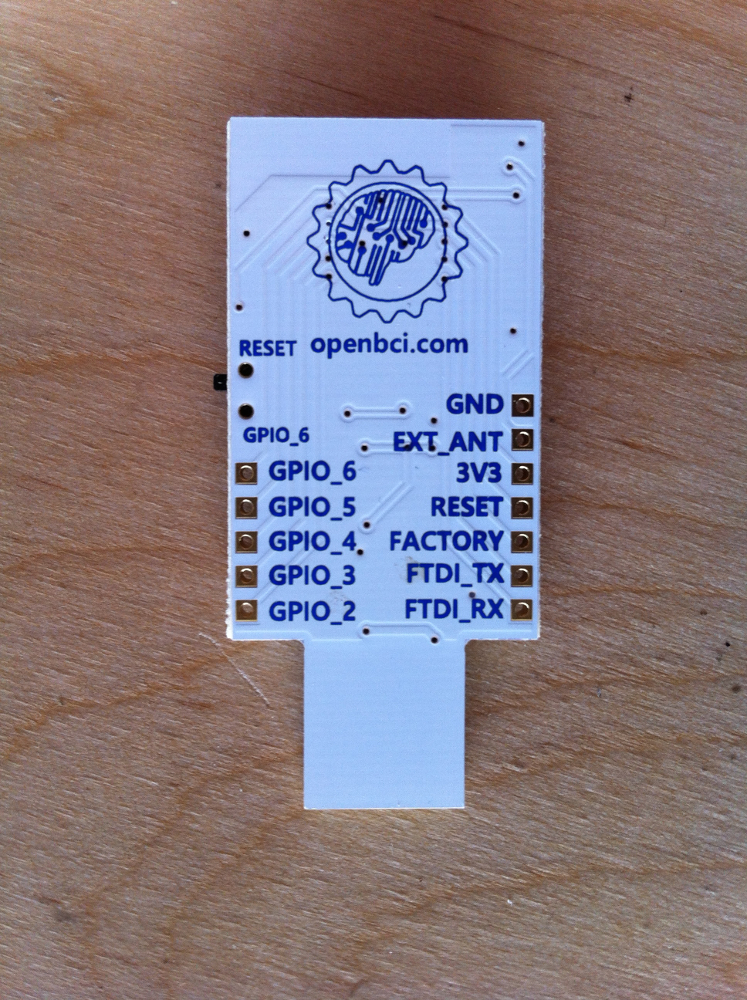 RESET openbci.com
GND
GPIO_6 EXT_ANT
GPIO_6 3V3
GPIO_5 RESET
GPIO_4 FACTORY
GPIO_3 FTDI_TX
GPIO_2 FTDI_RX